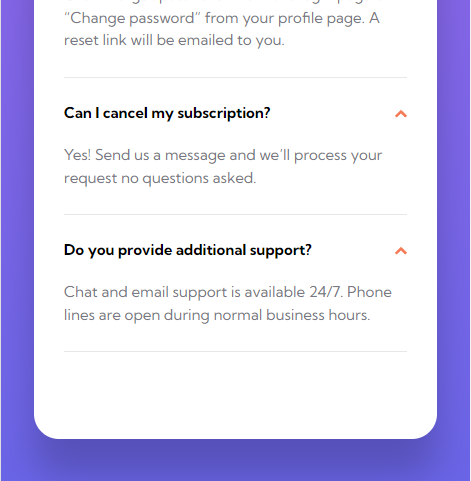 “Change password” from your profile page. A
reset link will be emailed to you.
Can I cancel my subscription?
Yes! Send us a message and we’ll process your
request no questions asked.
Do you provide additional support?
Chat and email support is available 24/7. Phone
lines are open during normal business hours.